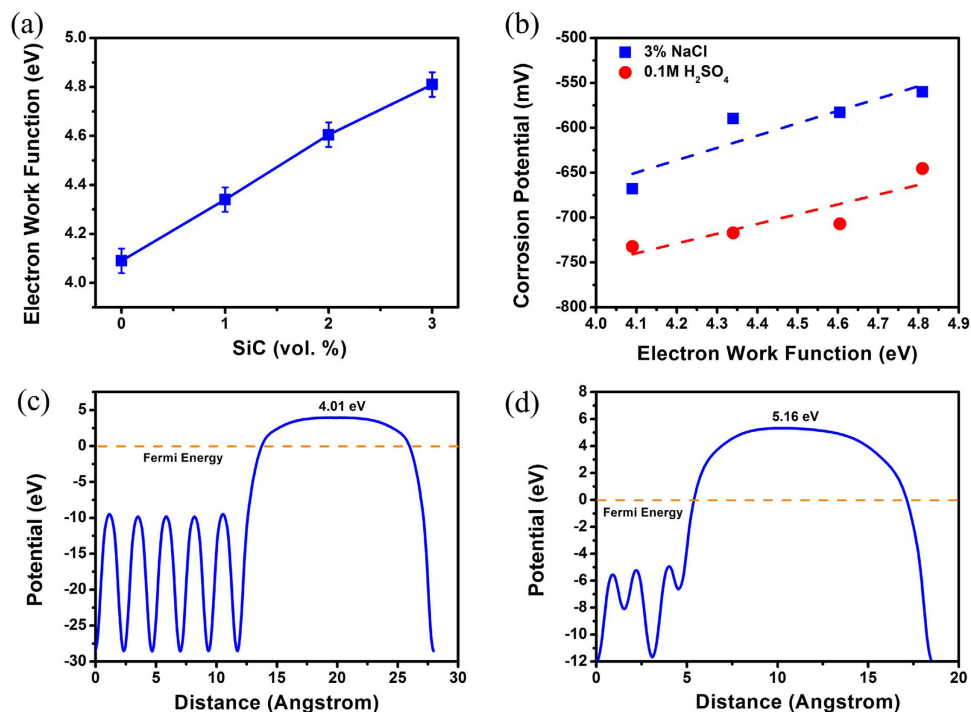 (a)
Electron Work Function (eV)
5.0
4.8
4.6
4.4
4.2
4.0
0 1 2 3
SiC (vol. %)
(b)
Corrosion Potential (mV)
-500
-550
-600
-650
-700
-750
-800
3% NaCl
0.1M H₂SO₄
4.0 4.1 4.2 4.3 4.4 4.5 4.6 4.7 4.8 4.9
Electron Work Function (eV)
(c)
Potential (eV)
5
0
-5
-10
-15
-20
-25
-30
4.01 eV
Fermi Energy
0 5 10 15 20 25 30
Distance (Angstrom)
(d)
Potential (eV)
8
6
4
2
0
-2
-4
-6
-8
-10
-12
5.16 eV
Fermi Energy
0 5 10 15 20
Distance (Angstrom)